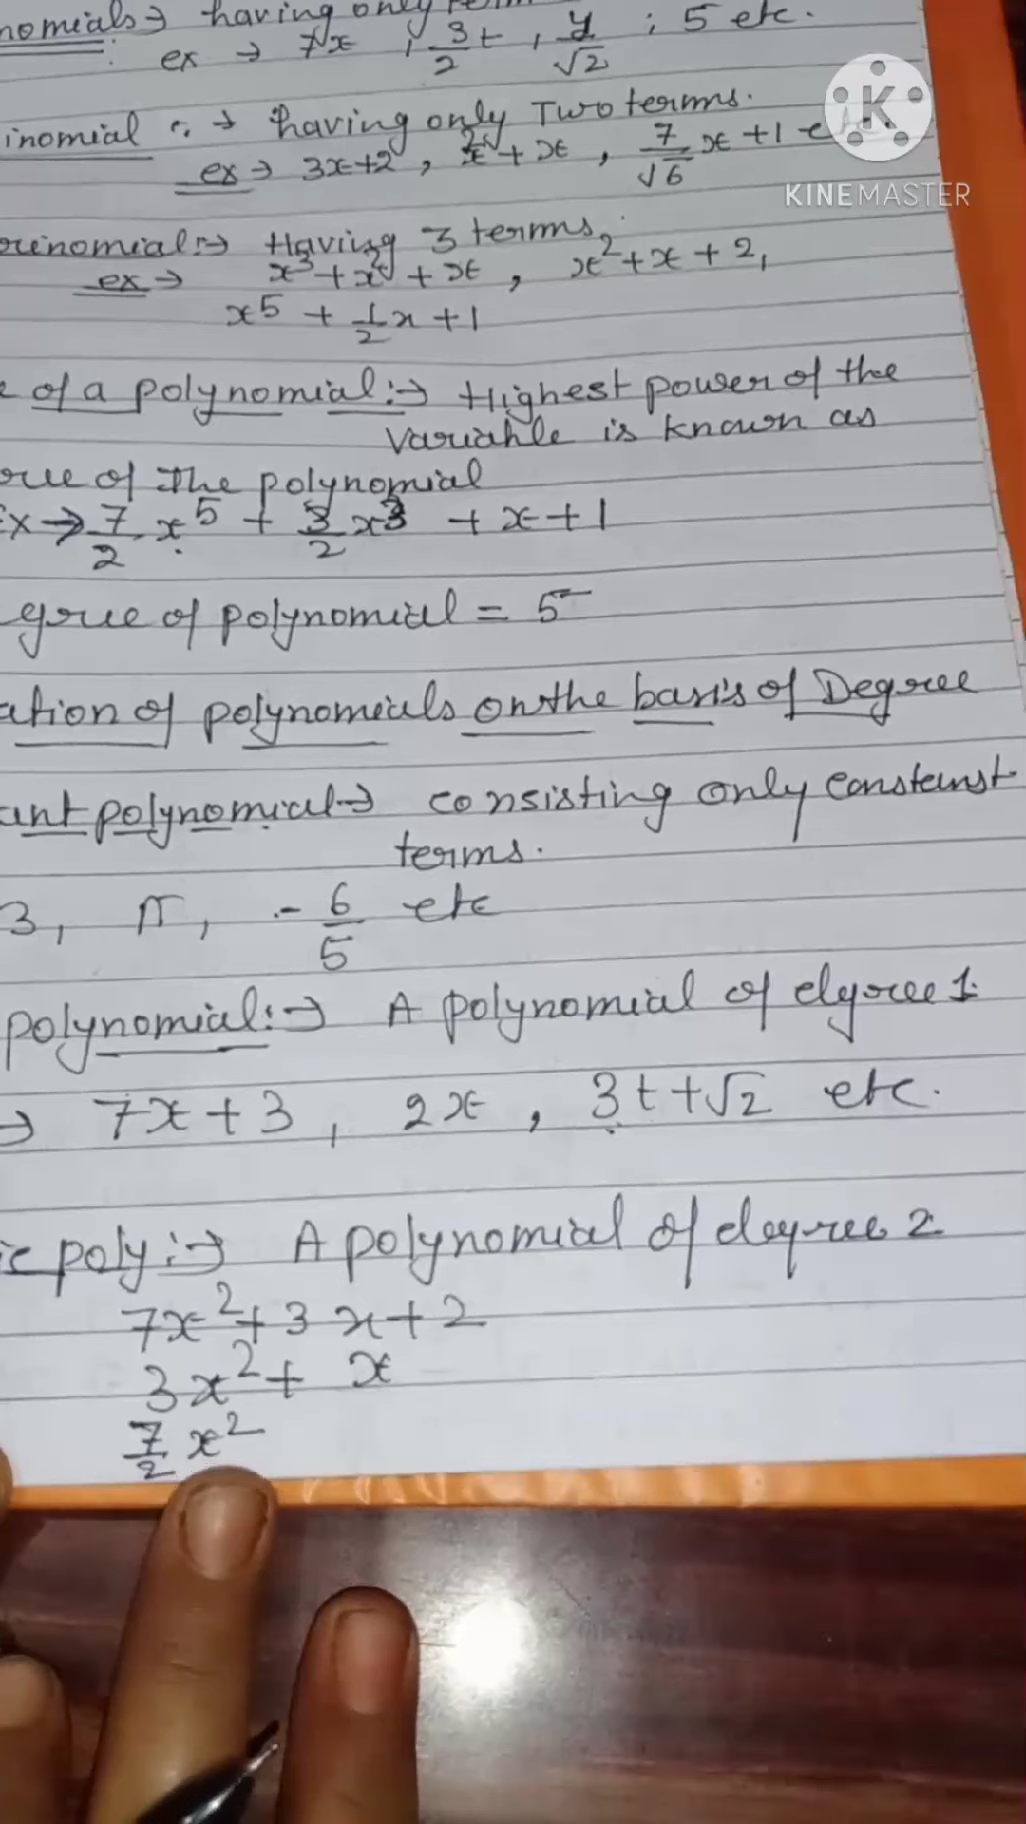 nomials:→ having only term
ex → 7x , 3/2 t , y/√2 ; 5 etc.
K
KINEMASTER
inomial :→ having only Two terms.
ex → 3x+2 , x²+x , 7/√6 x +1
rinomial:→ Having 3 terms.
ex → x³ + x² + x , x² + x + 2,
x⁵ + 1/2 x + 1
e of a polynomial:→ Highest power of the
variable is known as
gree of the polynomial
Ex → 7/2 x⁵ + 3/2 x³ + x + 1
gree of polynomial = 5
ation of polynomials on the basis of Degree
ant polynomial → consisting only constant
terms.
3, π, - 6/5 etc
polynomial:→ A polynomial of degree 1.
→ 7x + 3 , 2x , 3t + √2 etc.
ic poly:→ A polynomial of degree 2
7x² + 3x + 2
3x² + x
7/2 x²